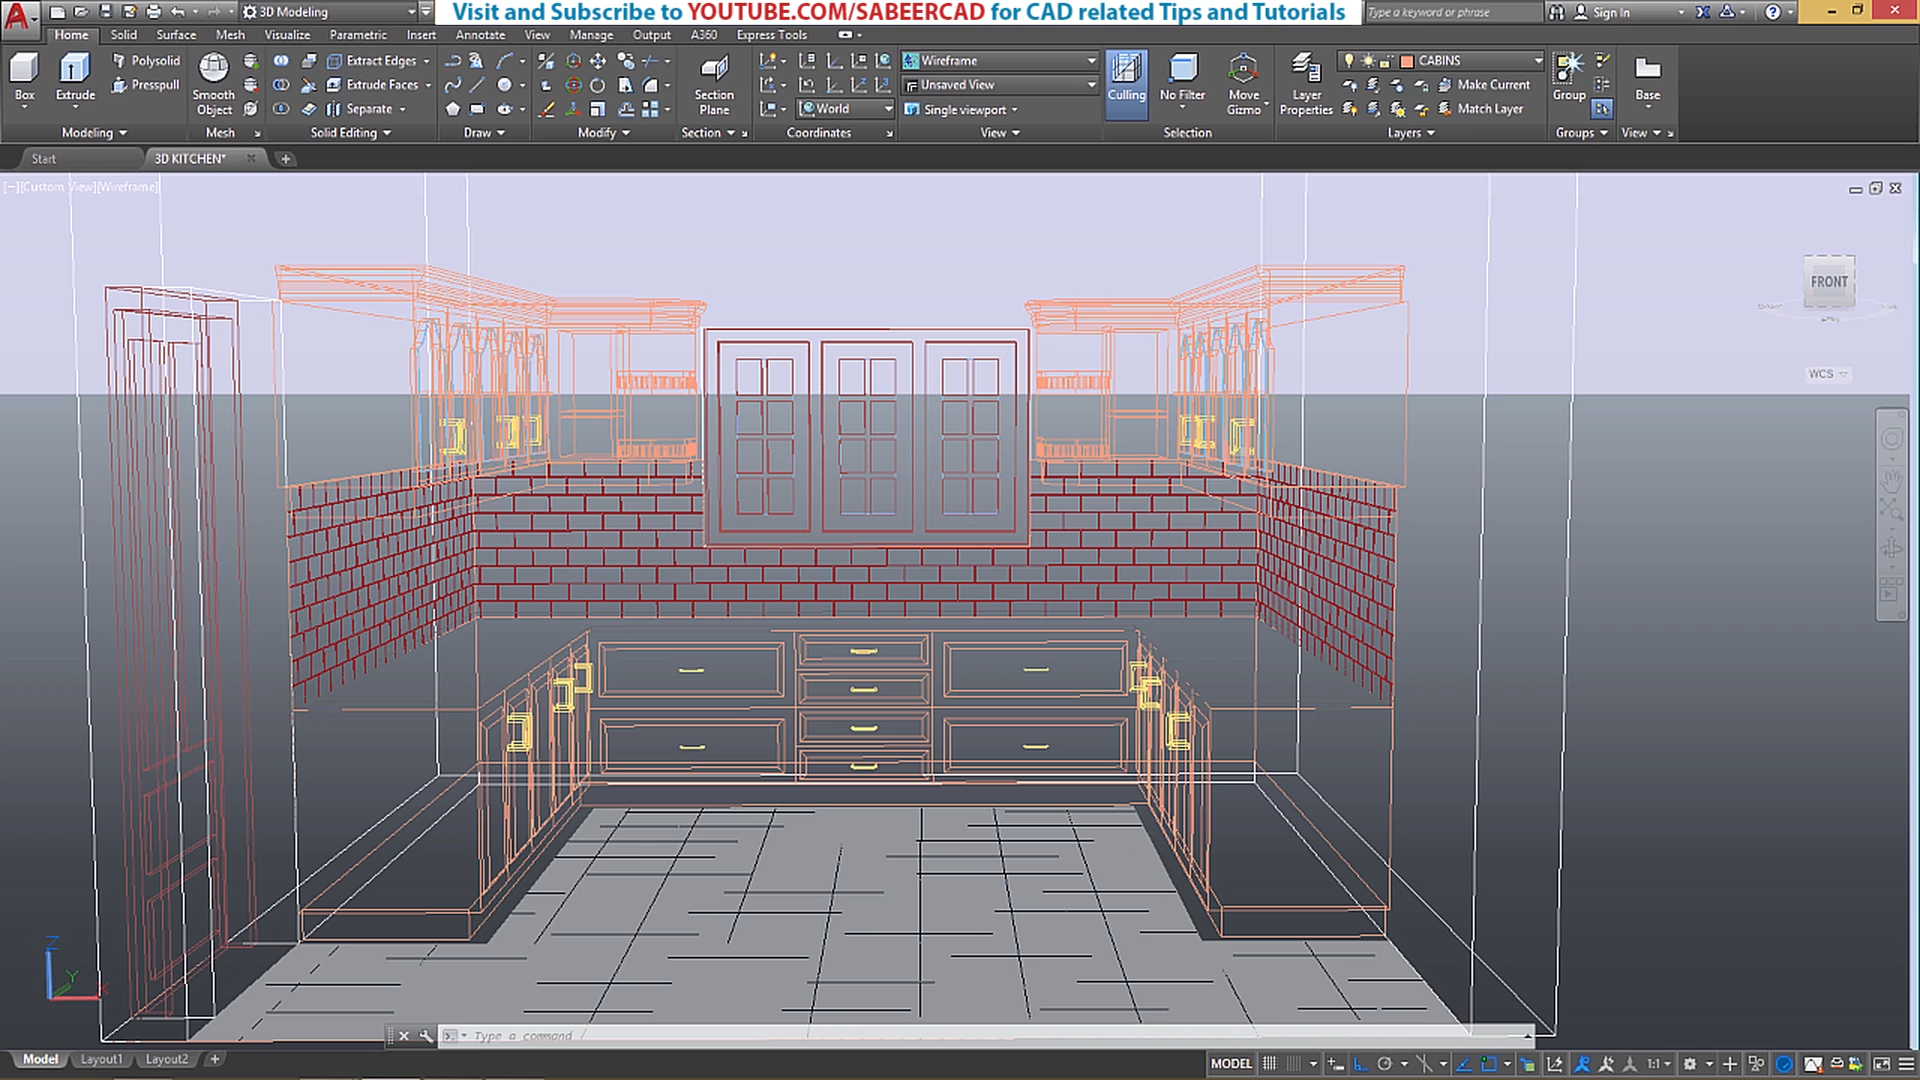 3D Modeling
Visit and Subscribe to YOUTUBE.COM/SABEERCAD for CAD related Tips and Tutorials
Type a keyword or phrase
Sign In
Home Solid Surface Mesh Visualize Parametric Insert Annotate View Manage Output A360 Express Tools
Box
Extrude
Polysolid
Presspull
Smooth Object
Extract Edges
Extrude Faces
Separate
Section Plane
World
Wireframe
Unsaved View
Single viewport
Culling
No Filter
Move Gizmo
Layer Properties
CABINS
Make Current
Match Layer
Group
Base
Modeling Mesh Solid Editing Draw Modify Section Coordinates View Selection Layers Groups View
Start 3D KITCHEN*
[−][Custom View][Wireframe]
FRONT
WCS
Z
Y
X
Type a command
Model Layout1 Layout2
MODEL 1:1